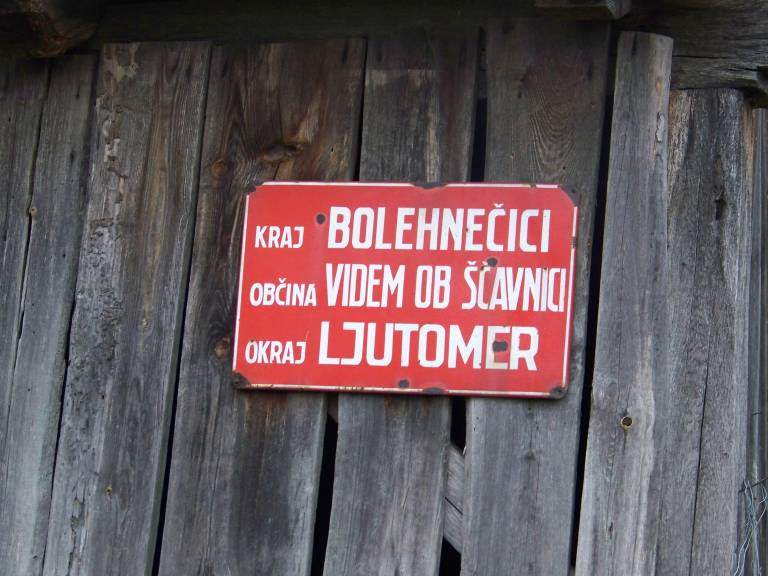 KRAJ BOLEHNEČICI
OBČINA VIDEM OB ŠČAVNICI
OKRAJ LJUTOMER